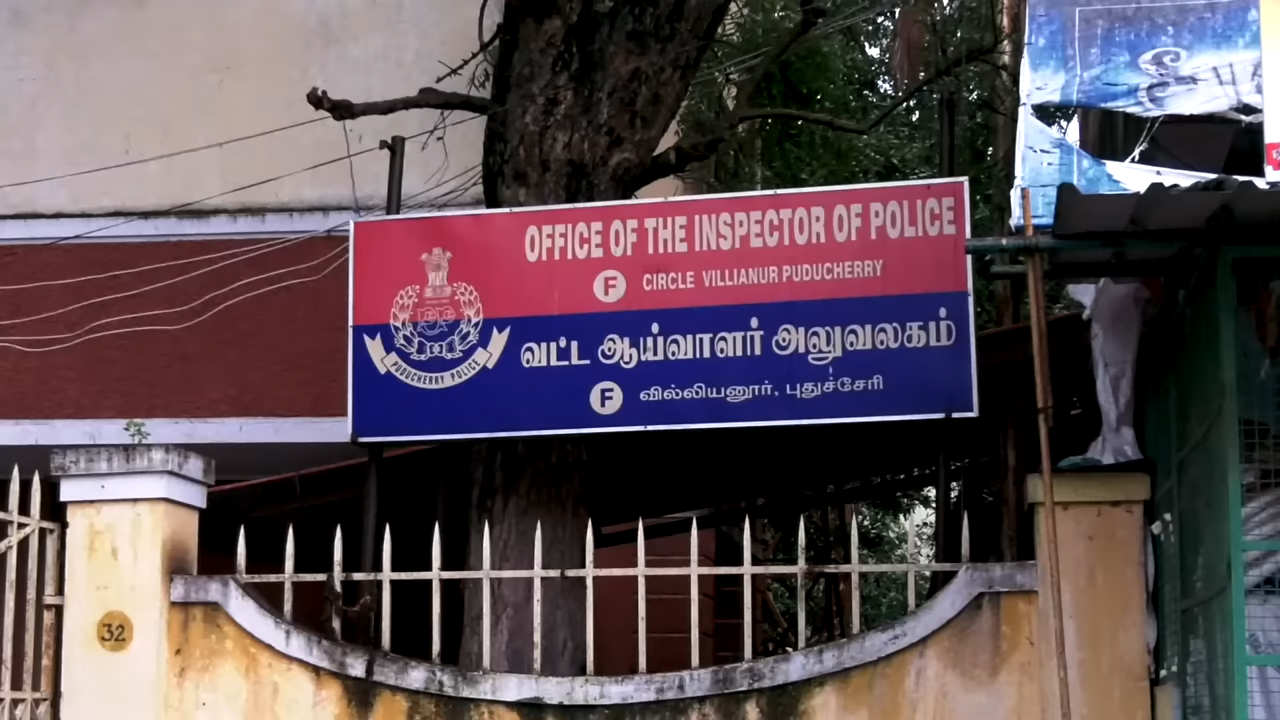 OFFICE OF THE INSPECTOR OF POLICE
F CIRCLE VILLIANUR PUDUCHERRY
PUDUCHERRY POLICE
வட்ட ஆய்வாளர் அலுவலகம்
F வில்லியனூர், புதுச்சேரி
32